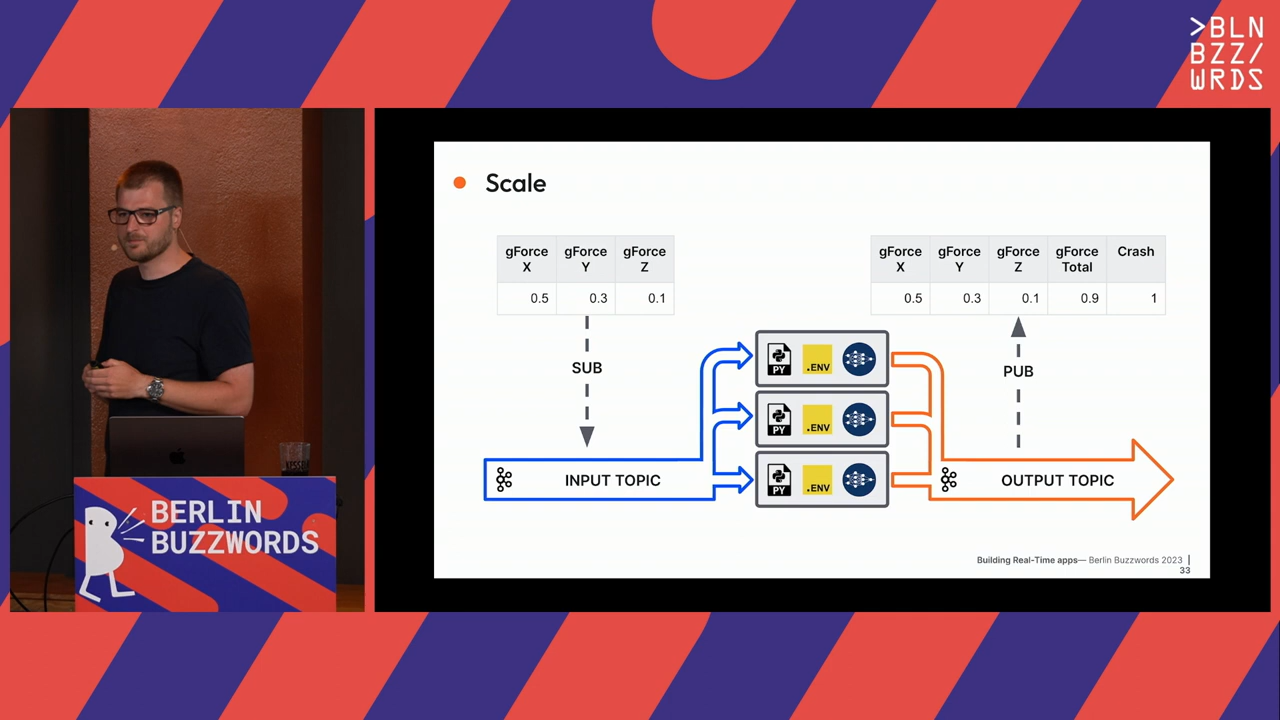 >BLN
BZZ/
WRDS
BERLIN
BUZZWORDS
Scale
gForce X gForce Y gForce Z
0.5 0.3 0.1
gForce X gForce Y gForce Z gForce Total Crash
0.5 0.3 0.1 0.9 1
SUB
PUB
PY .ENV
PY .ENV
PY .ENV
INPUT TOPIC
OUTPUT TOPIC
Building Real-Time apps— Berlin Buzzwords 2023 |
33